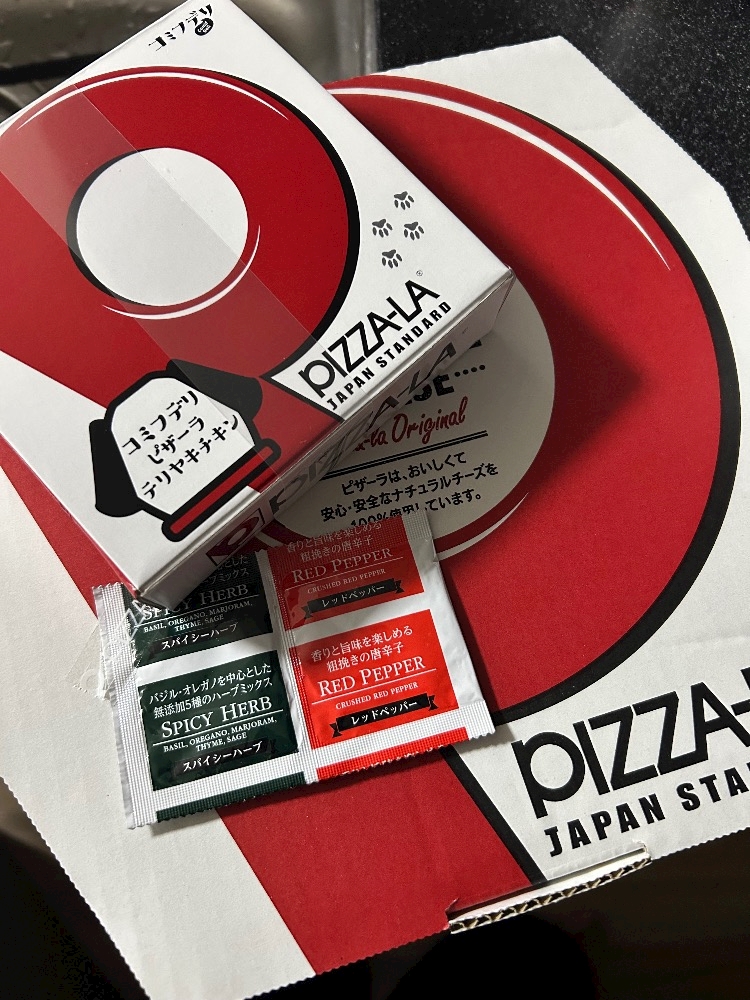 コミフデリ
PIZZA-LA®
JAPAN STANDARD
コミフデリ
ピザーラ
テリヤキチキン
PIZZA-LA
la Original
ピザーラは、おいしくて
安心・安全なナチュラルチーズを
100%使用しています。
SPICY HERB
BASIL, OREGANO, MARJORAM,
THYME, SAGE
スパイシーハーブ
香りと旨味を楽しめる
粗挽きの唐辛子
RED PEPPER
CRUSHED RED PEPPER
レッドペッパー
バジル・オレガノを中心とした
無添加5種のハーブミックス
SPICY HERB
BASIL, OREGANO, MARJORAM,
THYME, SAGE
スパイシーハーブ
香りと旨味を楽しめる
粗挽きの唐辛子
RED PEPPER
CRUSHED RED PEPPER
レッドペッパー
PIZZA-L
JAPAN STA